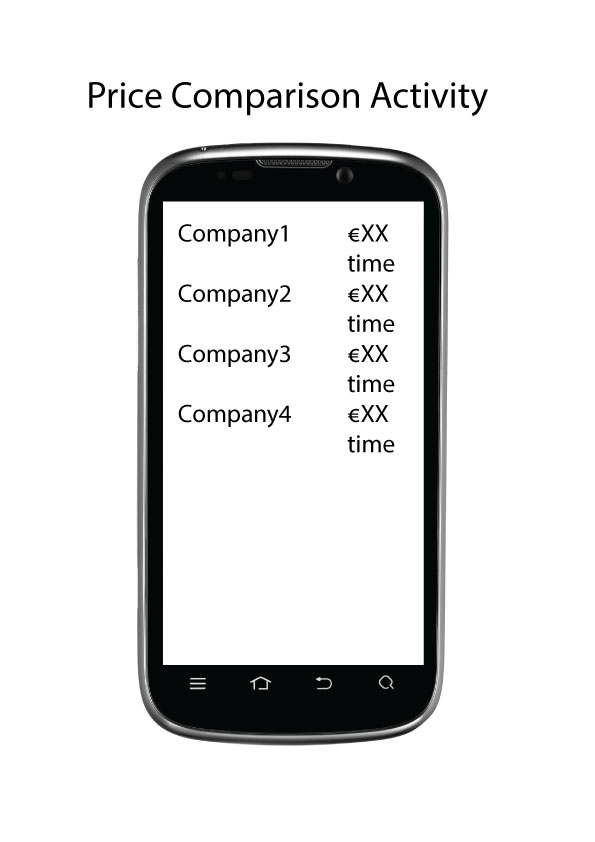 Price Comparison Activity
Company1 €XX
time
Company2 €XX
time
Company3 €XX
time
Company4 €XX
time